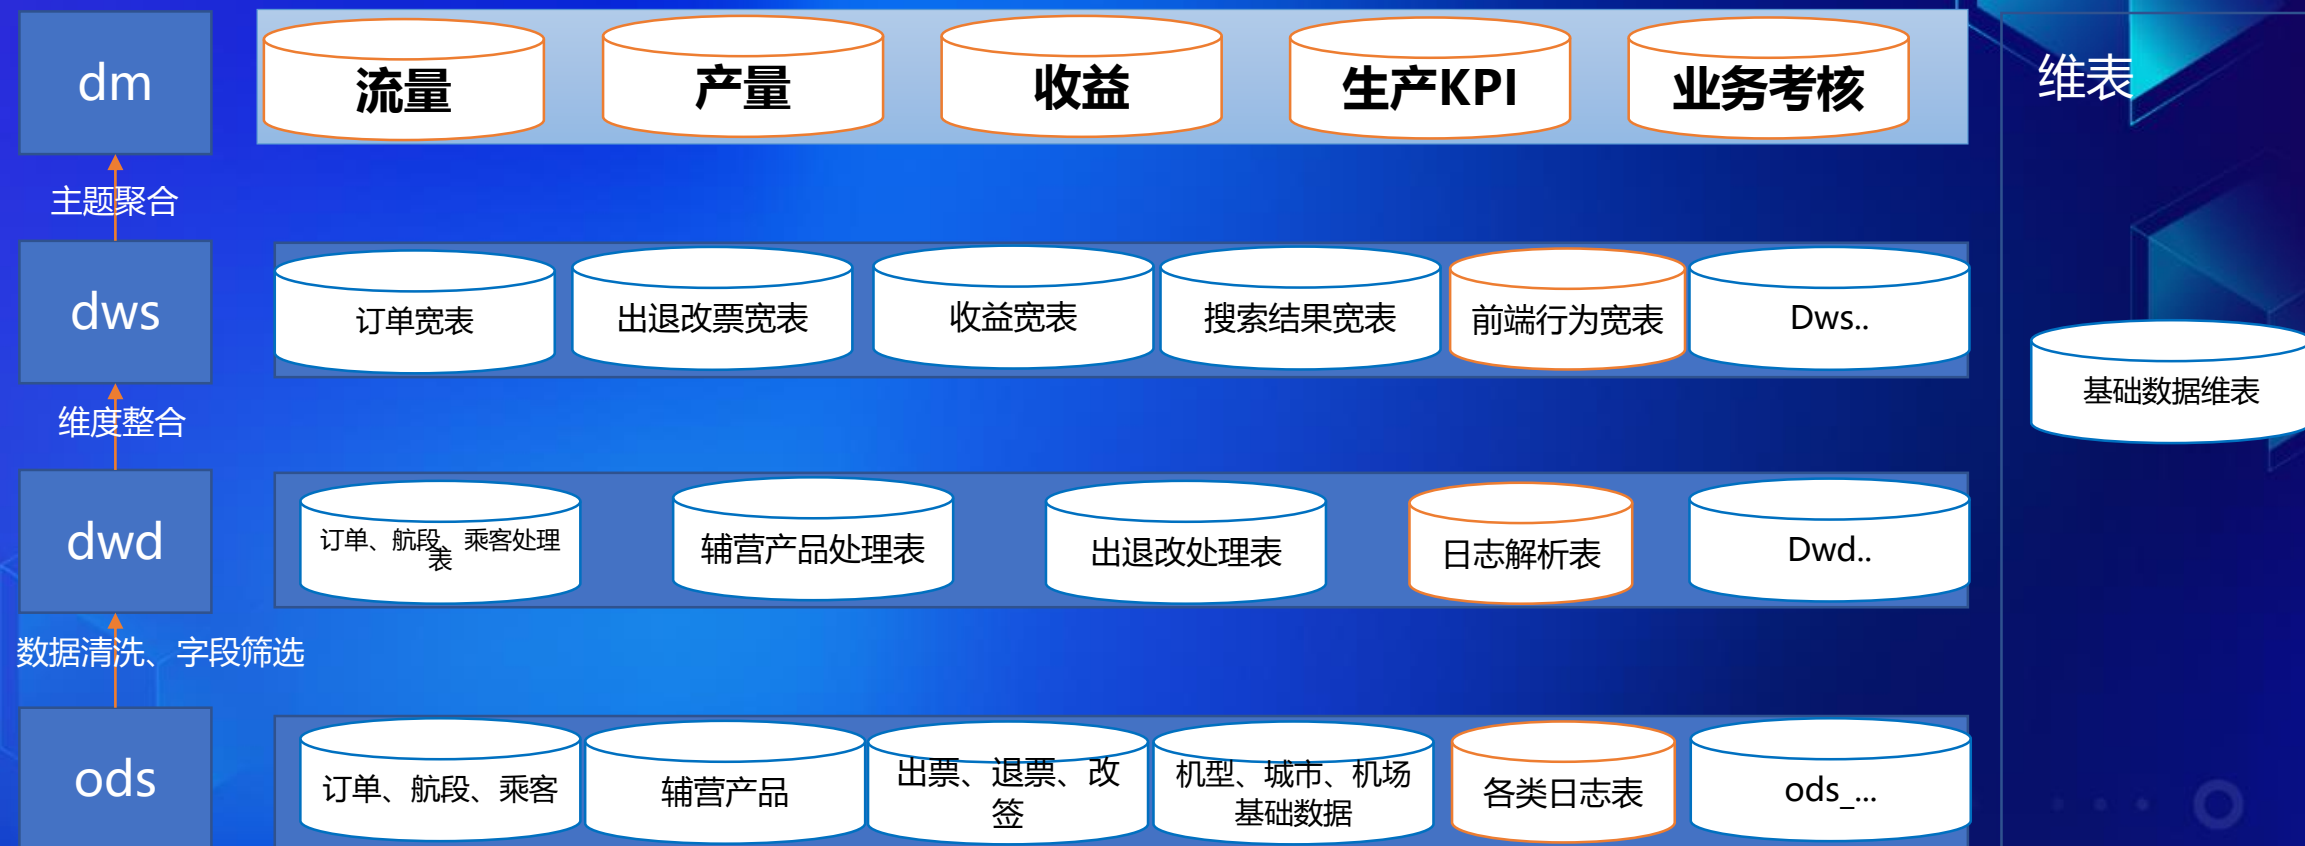 dm
流量
产量
收益
生产KPI
业务考核
维表
主题聚合
dws
订单宽表
出退改票宽表
收益宽表
搜索结果宽表
前端行为宽表
Dws..
基础数据维表
维度整合
dwd
订单、航段、乘客处理
表
辅营产品处理表
出退改处理表
日志解析表
Dwd..
数据清洗、字段筛选
ods
订单、航段、乘客
辅营产品
出票、退票、改
签
机型、城市、机场
基础数据
各类日志表
ods_...